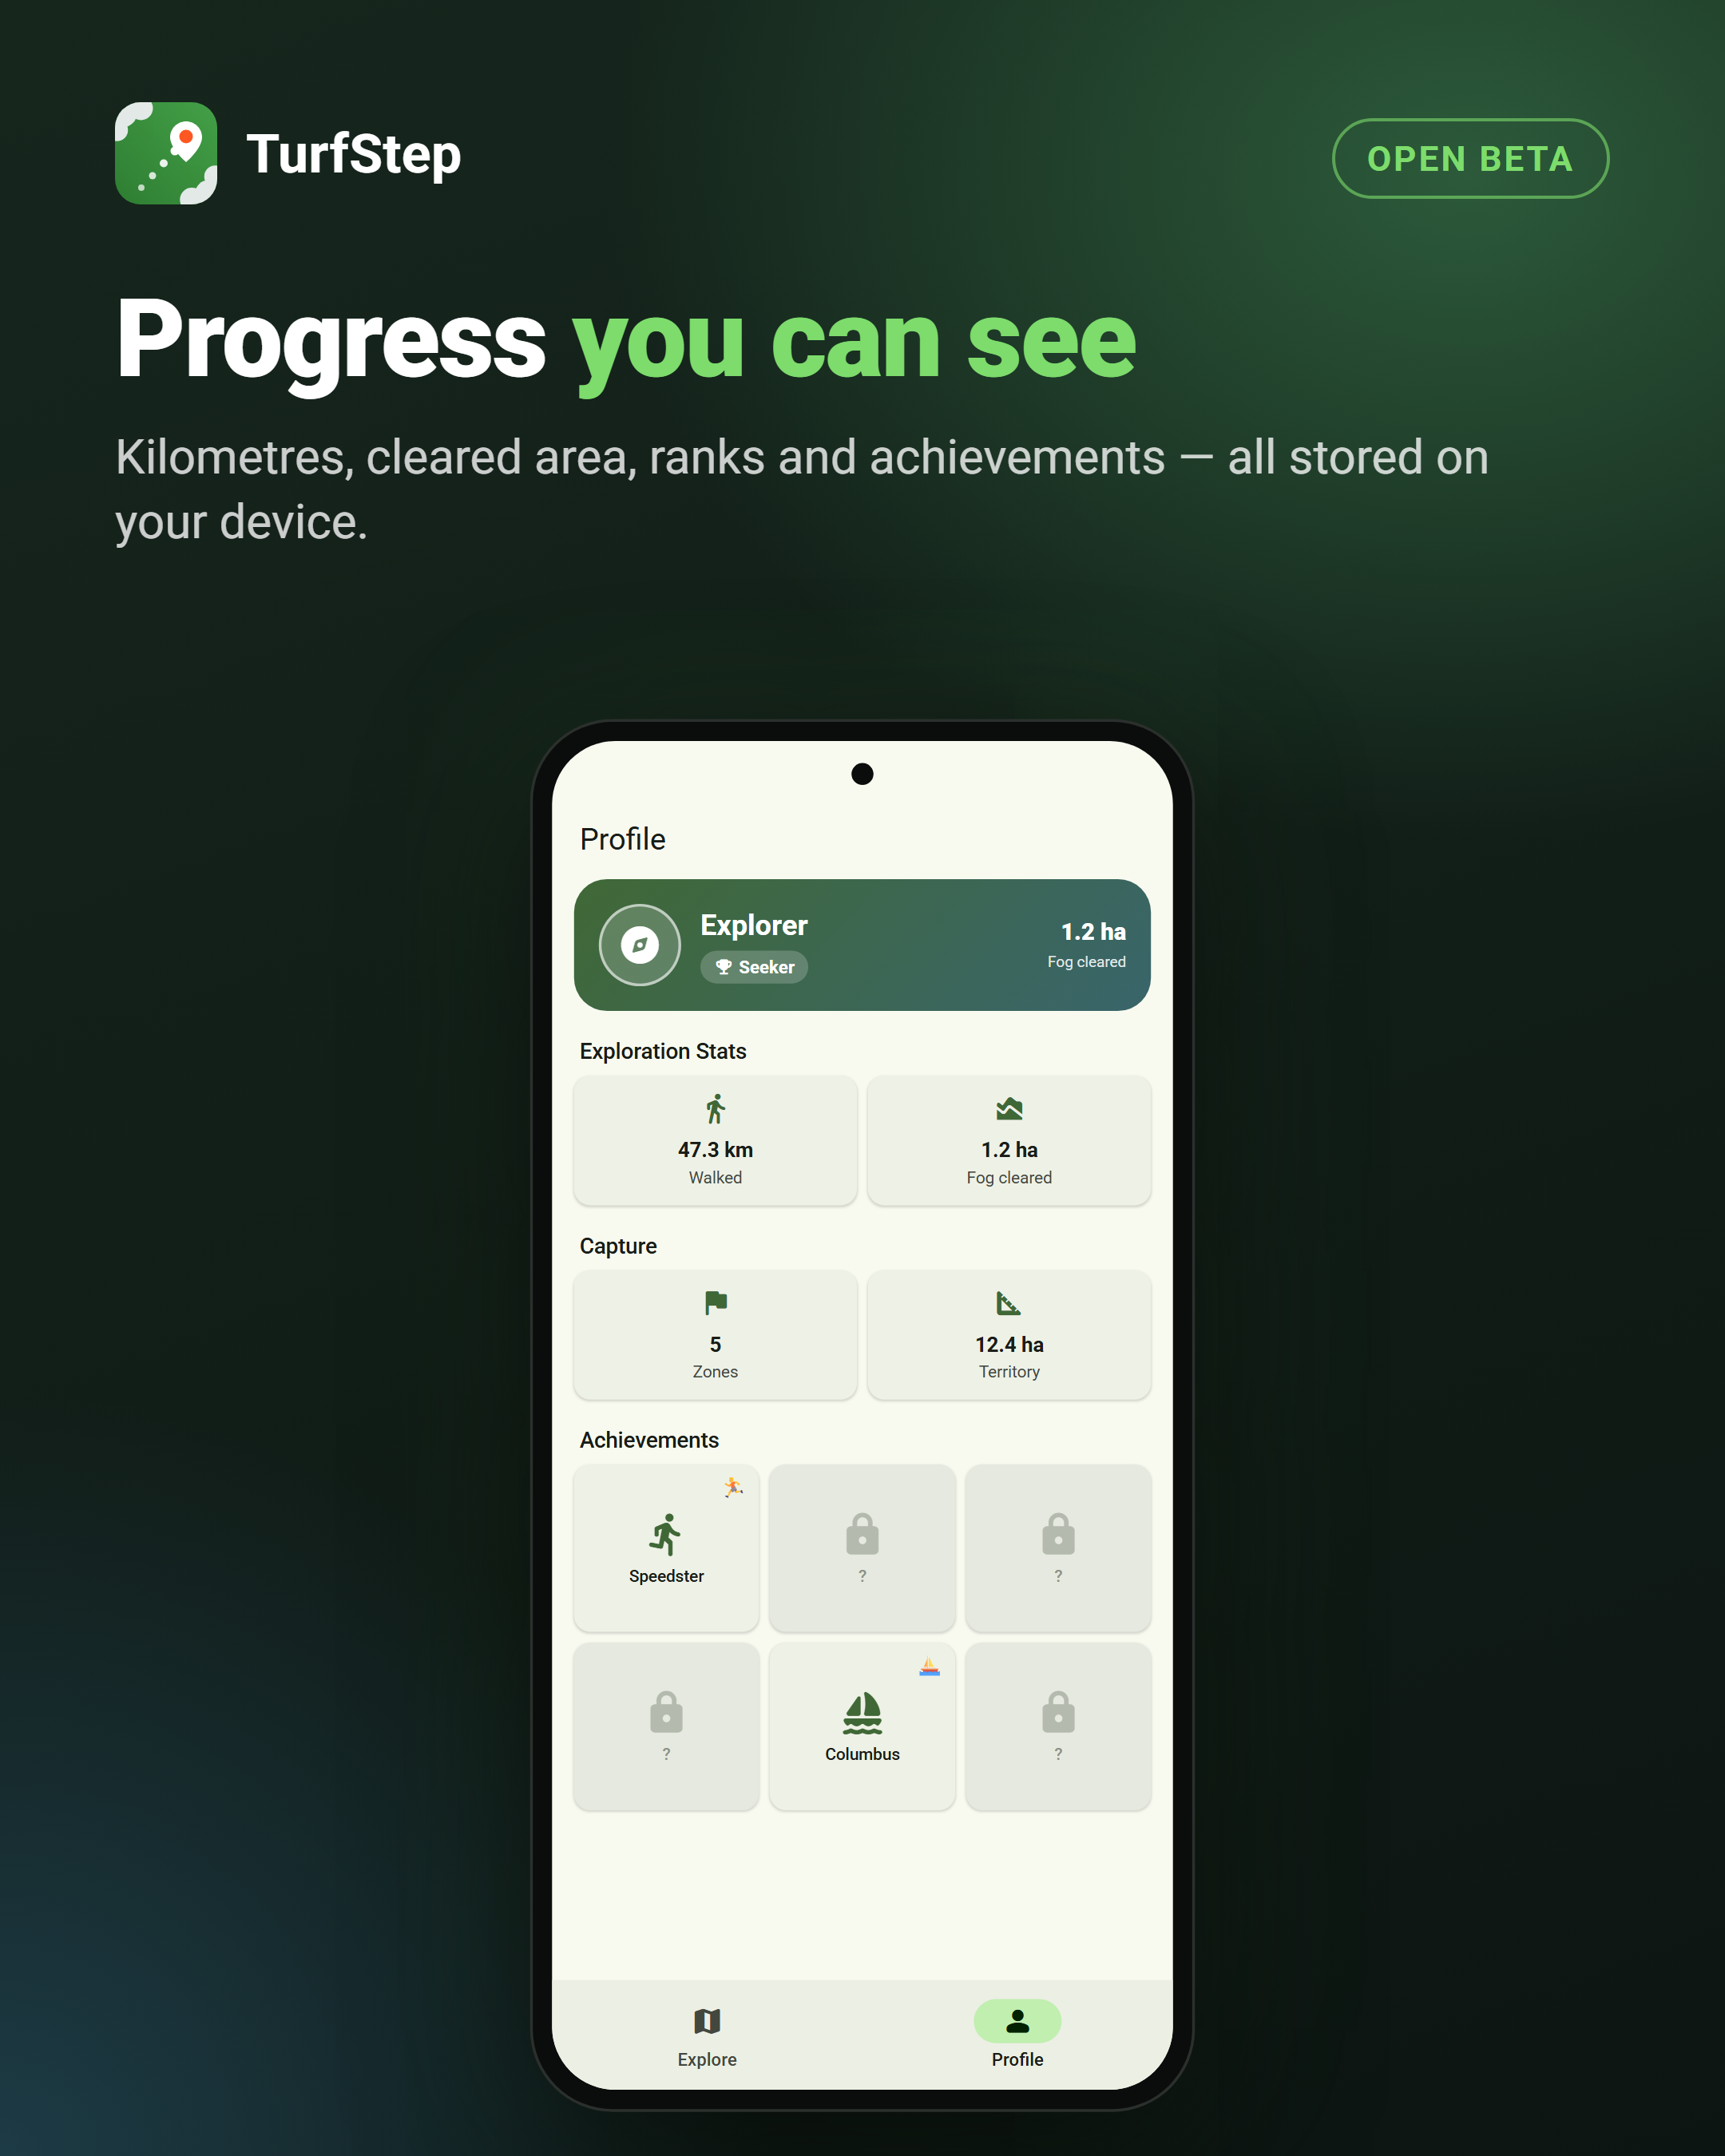 TurfStep
OPEN BETA
Progress you can see
Kilometres, cleared area, ranks and achievements — all stored on
your device.
Profile
Explorer
Seeker
1.2 ha
Fog cleared
Exploration Stats
47.3 km
Walked
1.2 ha
Fog cleared
Capture
5
Zones
12.4 ha
Territory
Achievements
Speedster
?
?
?
Columbus
?
Explore
Profile